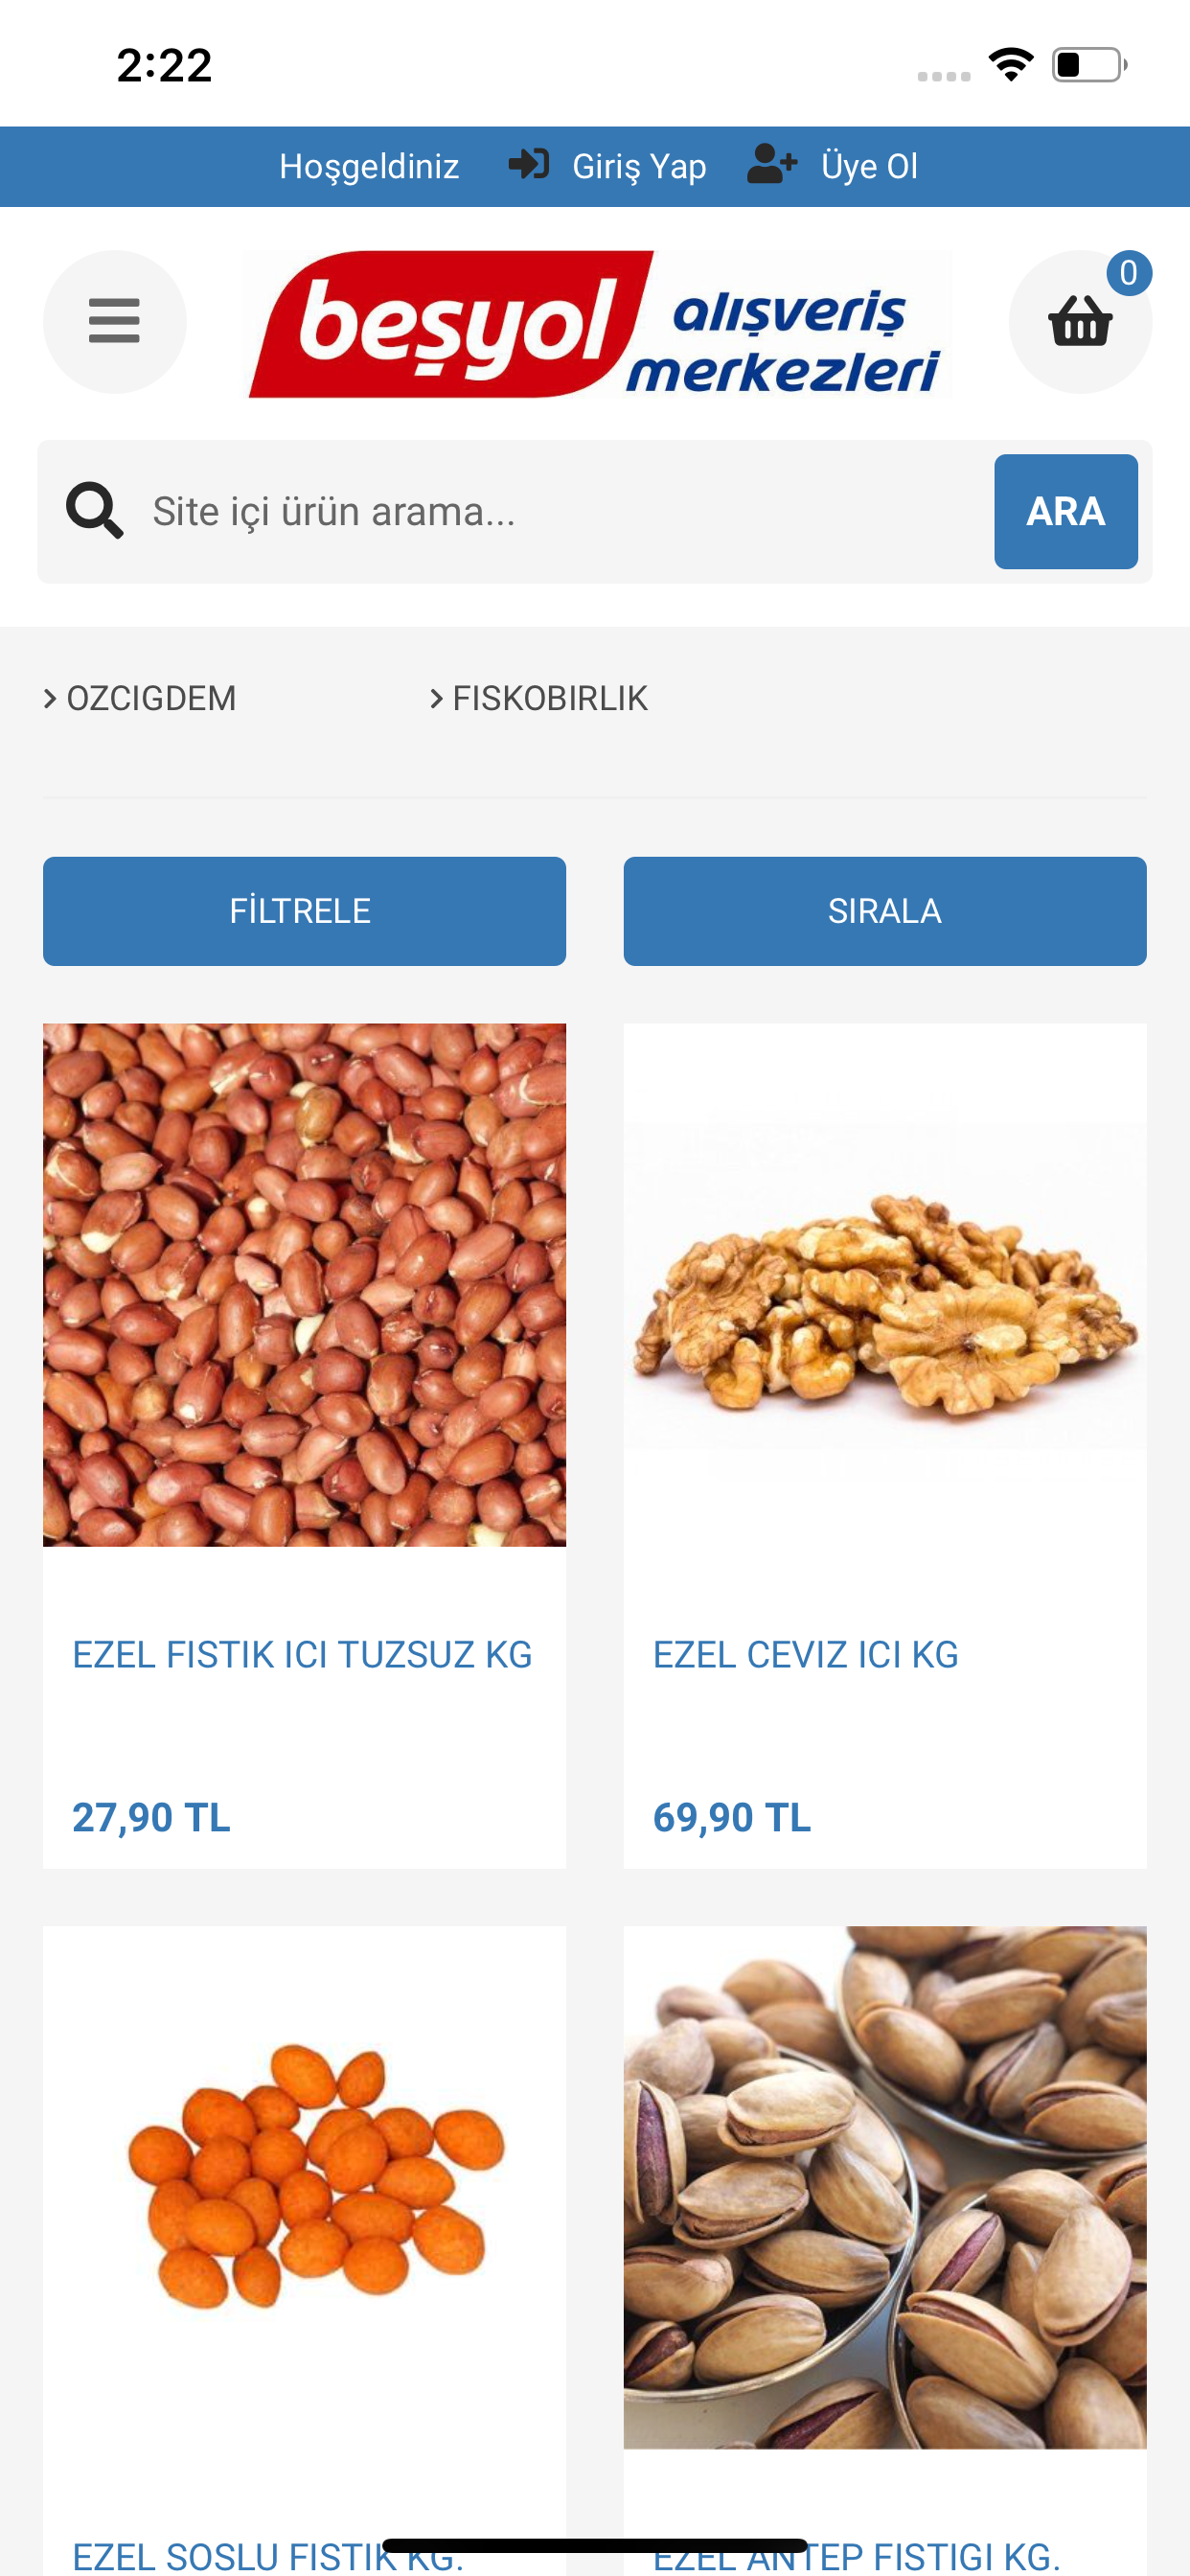 2:22
Hoşgeldiniz Giriş Yap Üye Ol
beşyol alışveriş merkezleri
0
Site içi ürün arama... ARA
OZCIGDEM FISKOBIRLIK
FİLTRELE SIRALA
EZEL FISTIK ICI TUZSUZ KG
27,90 TL
EZEL CEVIZ ICI KG
69,90 TL
EZEL SOSLU FISTIK KG.
EZEL ANTEP FISTIGI KG.